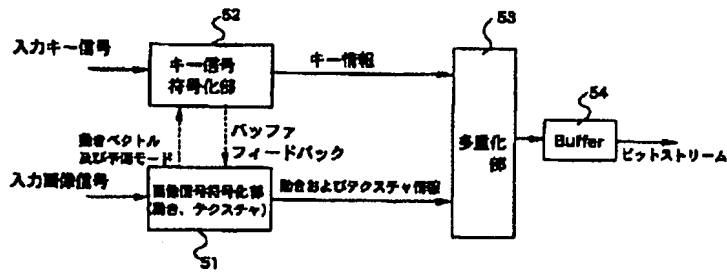 52
入力キー信号
キー信号
符号化部
キー情報
53
動きベクトル
及び予測モード
バッファ
フィードバック
多重化
部
54
Buffer
ビットストリーム
入力画像信号
画像信号符号化部
(動き、テクスチャ)
動きおよびテクスチャ情報
51